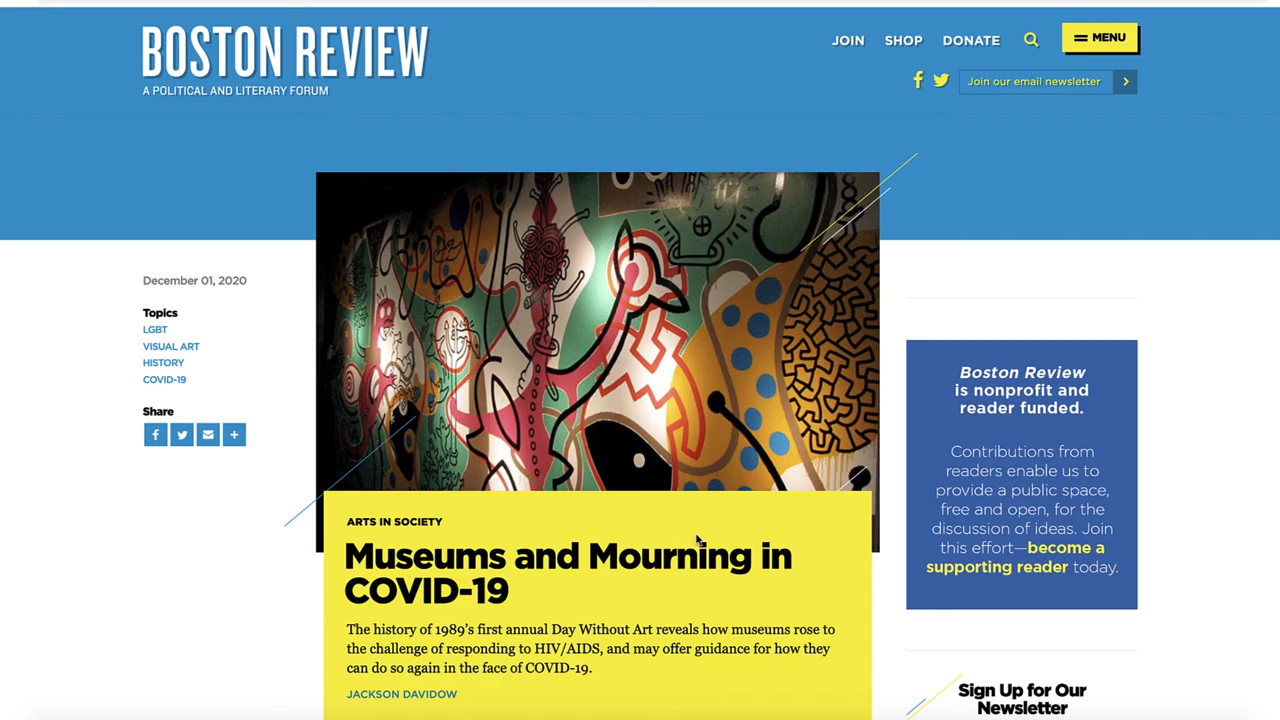 BOSTON REVIEW
A POLITICAL AND LITERARY FORUM
JOIN SHOP DONATE MENU
Join our email newsletter
December 01, 2020
Topics
LGBT
VISUAL ART
HISTORY
COVID-19
Share
ARTS IN SOCIETY
Museums and Mourning in
COVID-19
The history of 1989's first annual Day Without Art reveals how museums rose to
the challenge of responding to HIV/AIDS, and may offer guidance for how they
can do so again in the face of COVID-19.
JACKSON DAVIDOW
Boston Review
is nonprofit and
reader funded.
Contributions from
readers enable us to
provide a public space,
free and open, for the
discussion of ideas. Join
this effort—become a
supporting reader today.
Sign Up for Our
Newsletter